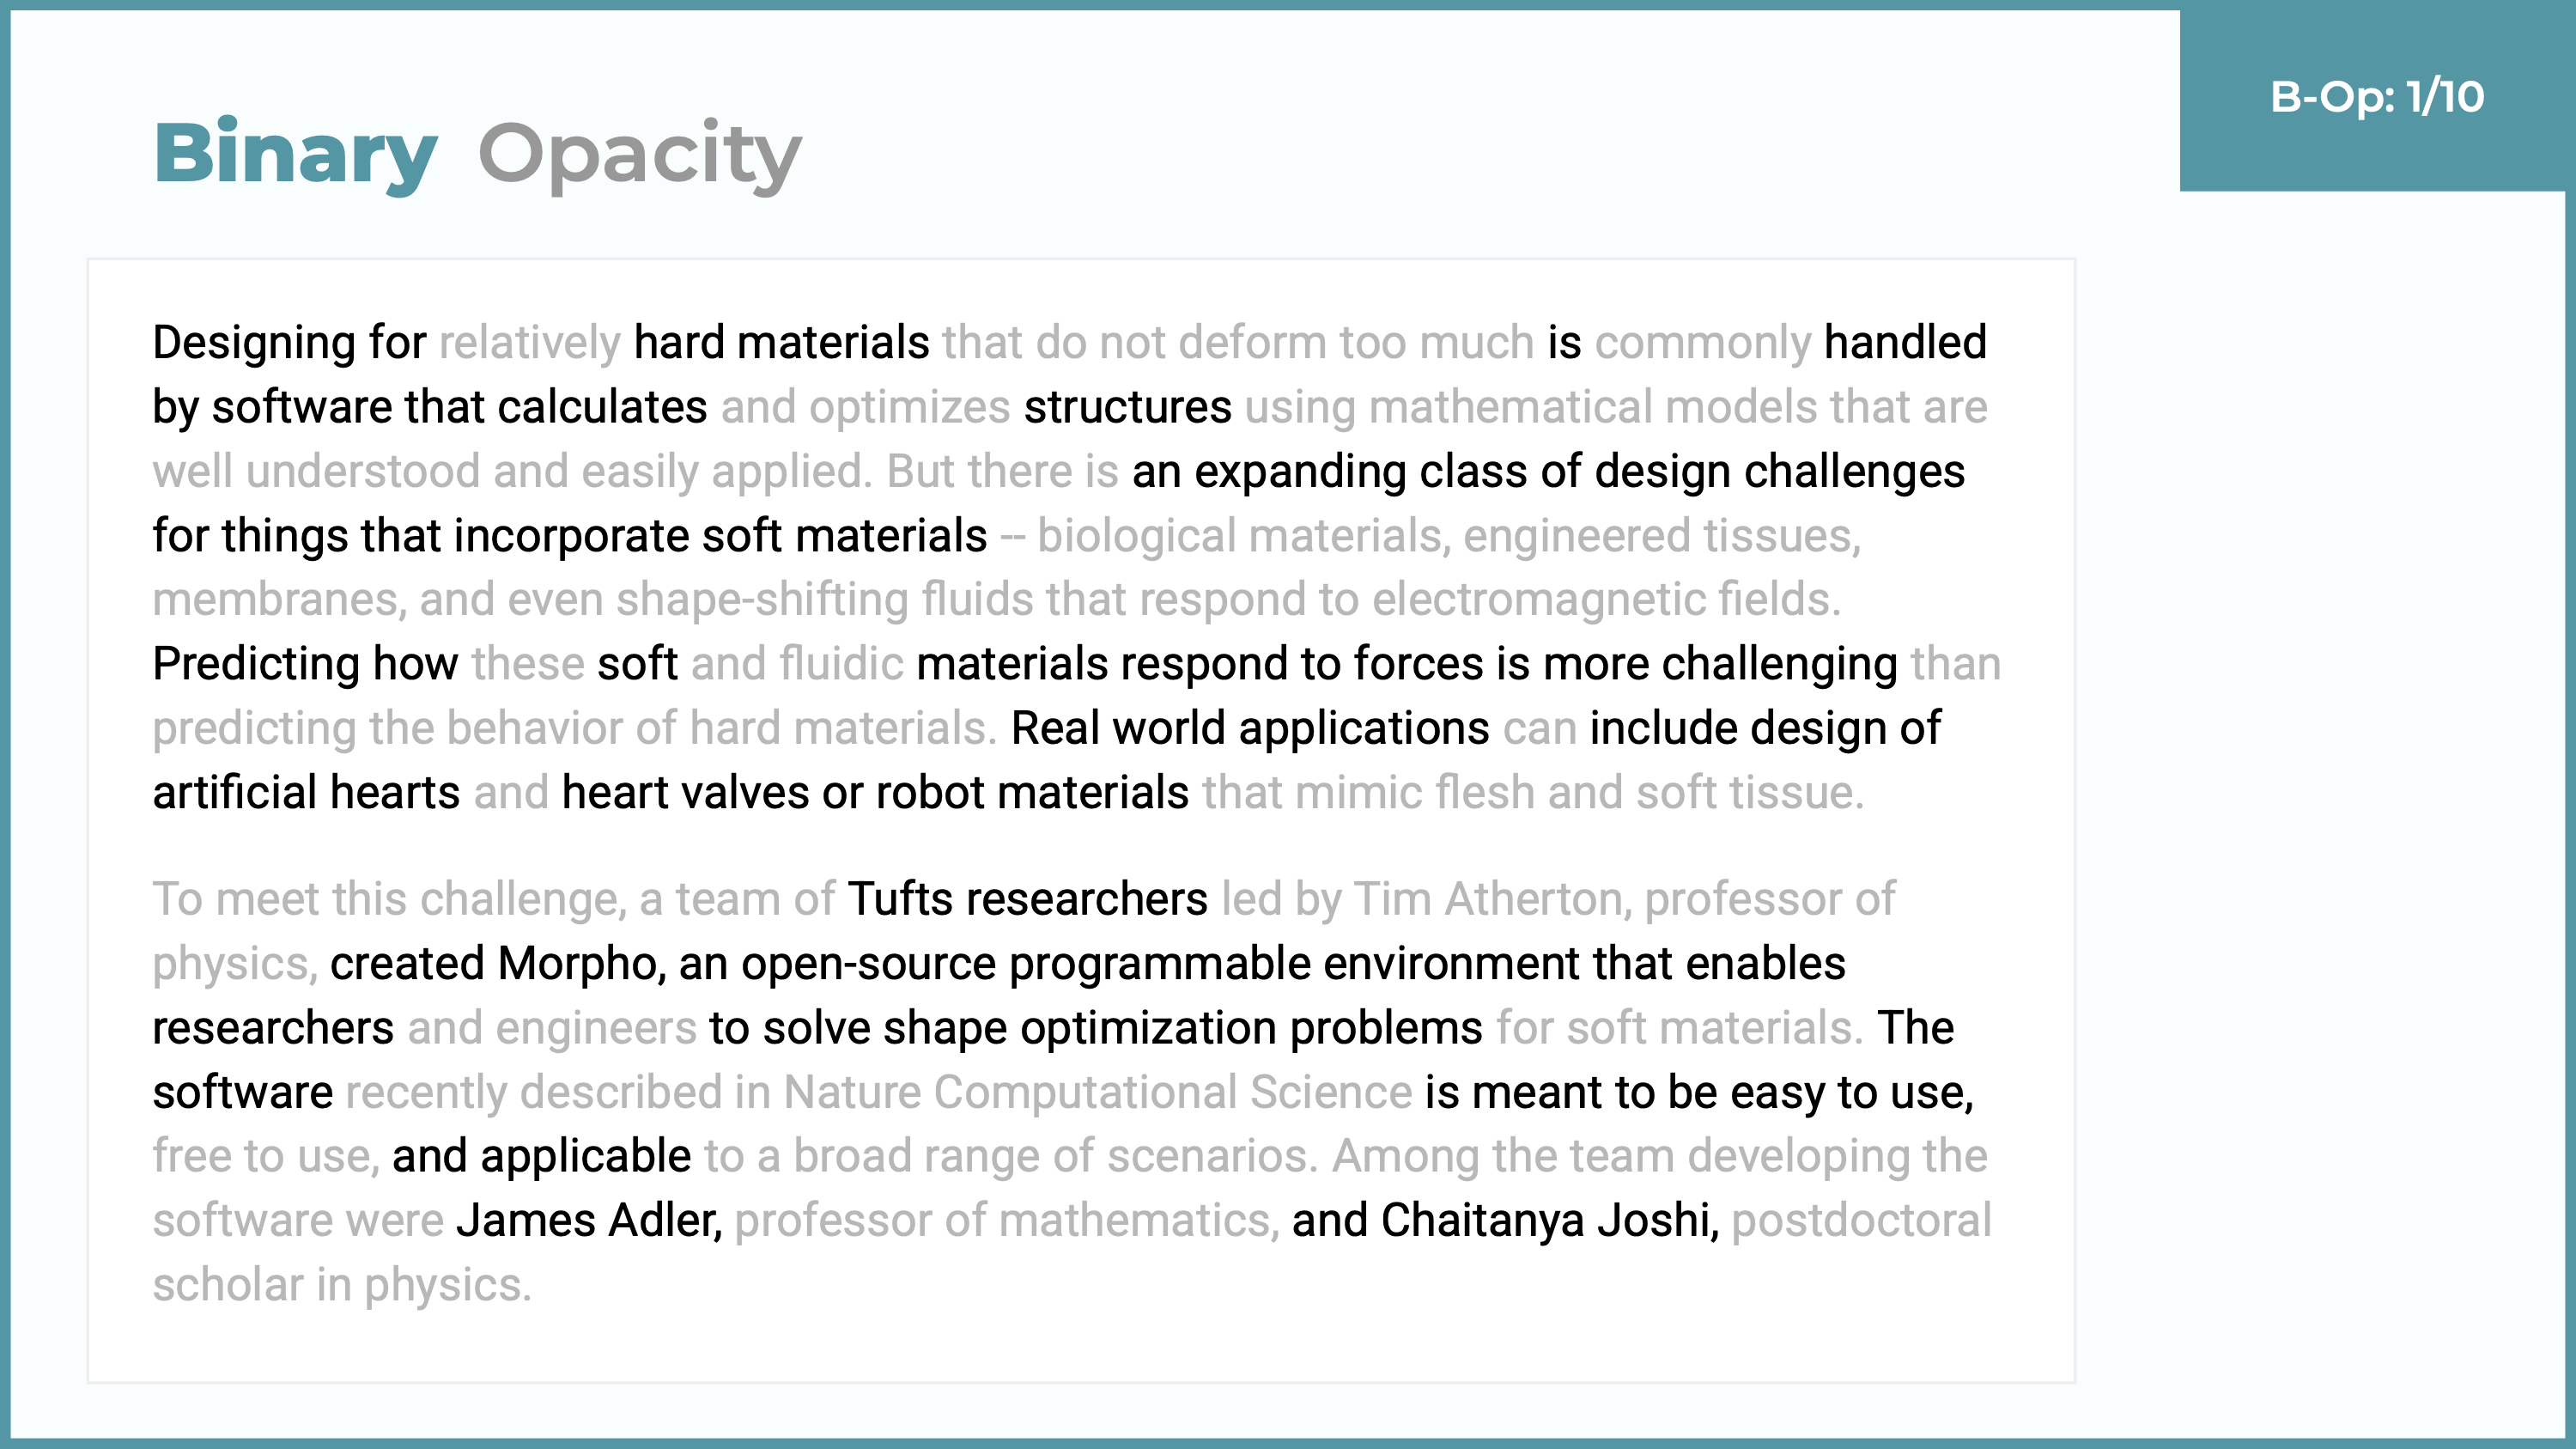 Binary Opacity
B-Op: 1/10
Designing for relatively hard materials that do not deform too much is commonly handled
by software that calculates and optimizes structures using mathematical models that are
well understood and easily applied. But there is an expanding class of design challenges
for things that incorporate soft materials -- biological materials, engineered tissues,
membranes, and even shape-shifting fluids that respond to electromagnetic fields.
Predicting how these soft and fluidic materials respond to forces is more challenging than
predicting the behavior of hard materials. Real world applications can include design of
artificial hearts and heart valves or robot materials that mimic flesh and soft tissue.
To meet this challenge, a team of Tufts researchers led by Tim Atherton, professor of
physics, created Morpho, an open-source programmable environment that enables
researchers and engineers to solve shape optimization problems for soft materials. The
software recently described in Nature Computational Science is meant to be easy to use,
free to use, and applicable to a broad range of scenarios. Among the team developing the
software were James Adler, professor of mathematics, and Chaitanya Joshi, postdoctoral
scholar in physics.